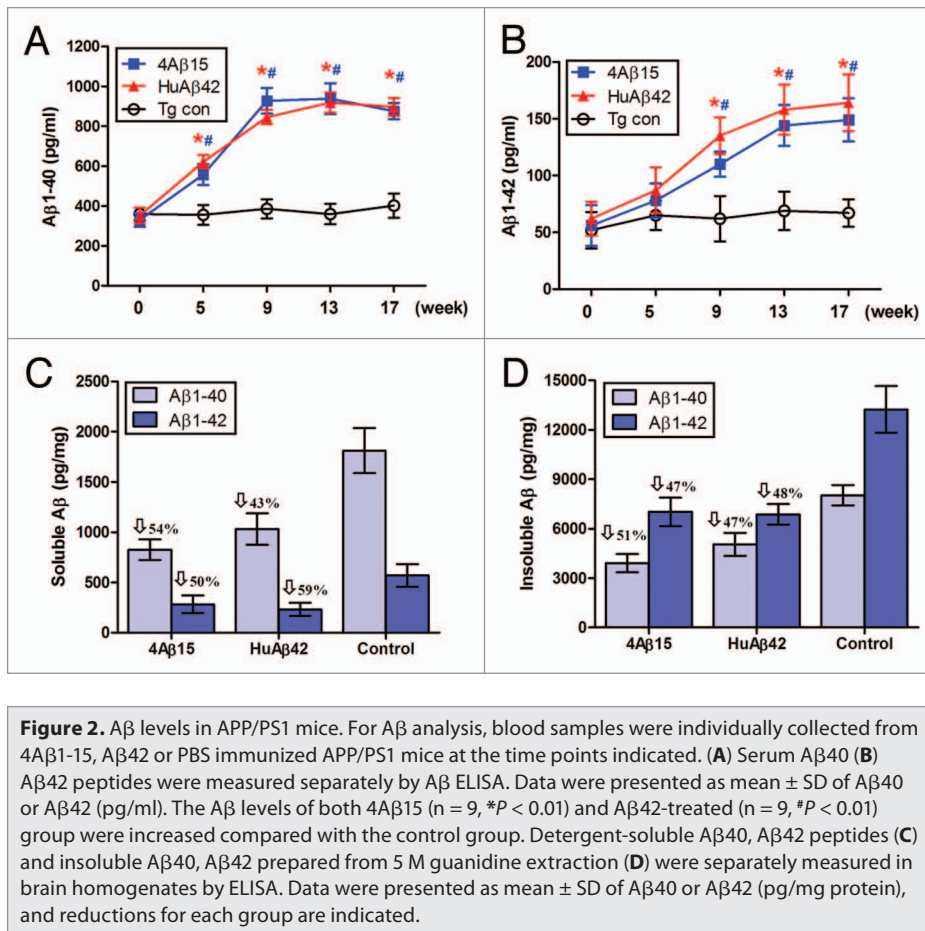 A
1200
1000
800
600
400
200
0
Aβ1-40 (pg/ml)
4Aβ15
HuAβ42
Tg con
*# *# *# *#
0 5 9 13 17 (week)
B
200
150
100
50
0
Aβ1-42 (pg/ml)
4Aβ15
HuAβ42
Tg con
*# *# *#
0 5 9 13 17 (week)
C
2500
2000
1500
1000
500
0
Soluble Aβ (pg/mg)
Aβ1-40
Aβ1-42
⇩54%
⇩50%
⇩43%
⇩59%
4Aβ15 HuAβ42 Control
D
15000
12000
9000
6000
3000
0
Insoluble Aβ (pg/mg)
Aβ1-40
Aβ1-42
⇩51%
⇩47%
⇩47%
⇩48%
4Aβ15 HuAβ42 Control
Figure 2. Aβ levels in APP/PS1 mice. For Aβ analysis, blood samples were individually collected from
4Aβ1-15, Aβ42 or PBS immunized APP/PS1 mice at the time points indicated. (A) Serum Aβ40 (B)
Aβ42 peptides were measured separately by Aβ ELISA. Data were presented as mean ± SD of Aβ40
or Aβ42 (pg/ml). The Aβ levels of both 4Aβ15 (n = 9, *P < 0.01) and Aβ42-treated (n = 9, #P < 0.01)
group were increased compared with the control group. Detergent-soluble Aβ40, Aβ42 peptides (C)
and insoluble Aβ40, Aβ42 prepared from 5 M guanidine extraction (D) were separately measured in
brain homogenates by ELISA. Data were presented as mean ± SD of Aβ40 or Aβ42 (pg/mg protein),
and reductions for each group are indicated.